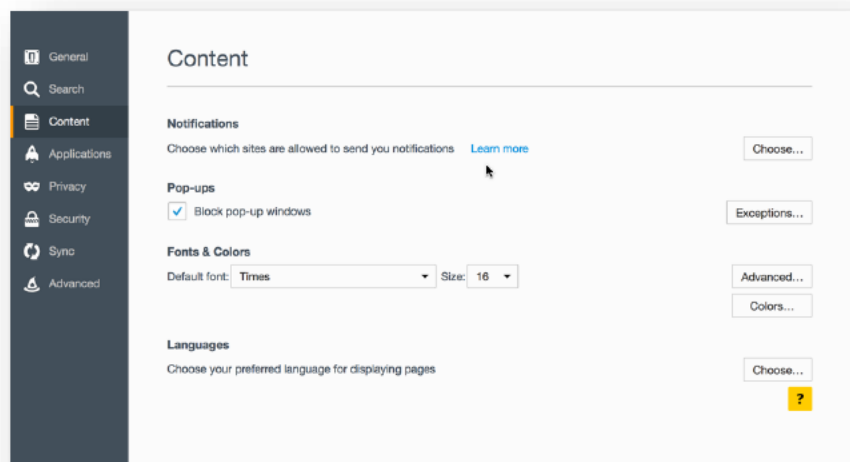 General
Search
Content
Applications
Privacy
Security
Sync
Advanced
Content
Notifications
Choose which sites are allowed to send you notifications Learn more Choose...
Pop-ups
Block pop-up windows Exceptions...
Fonts & Colors
Default font: Times Size: 16 Advanced...
Colors...
Languages
Choose your preferred language for displaying pages Choose...
?